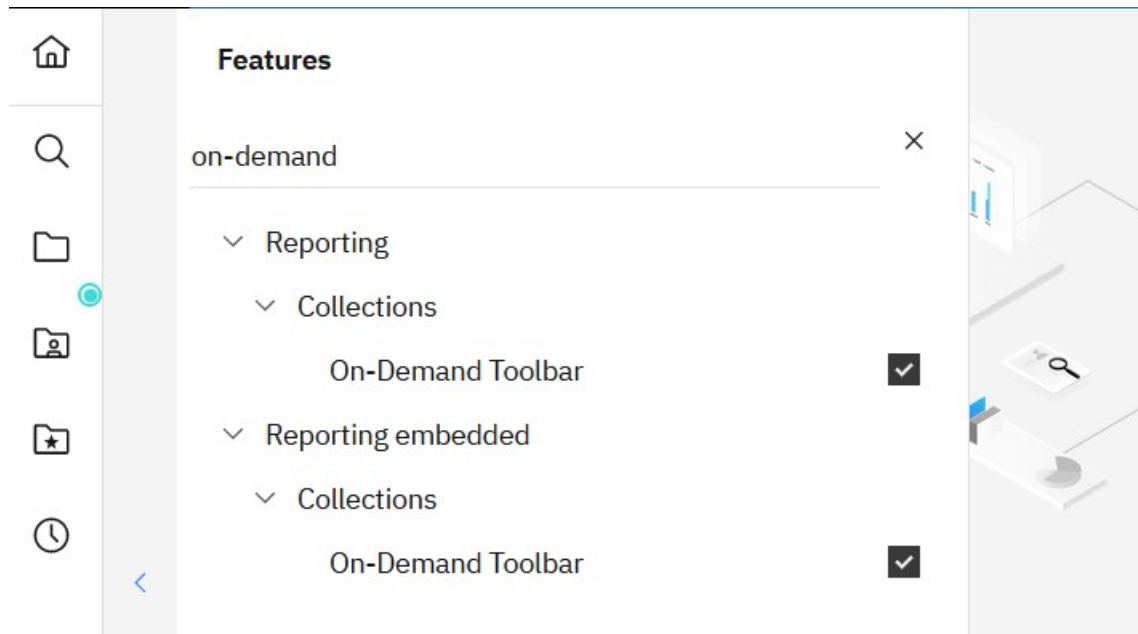 Features
on-demand
Reporting
Collections
On-Demand Toolbar
Reporting embedded
Collections
On-Demand Toolbar